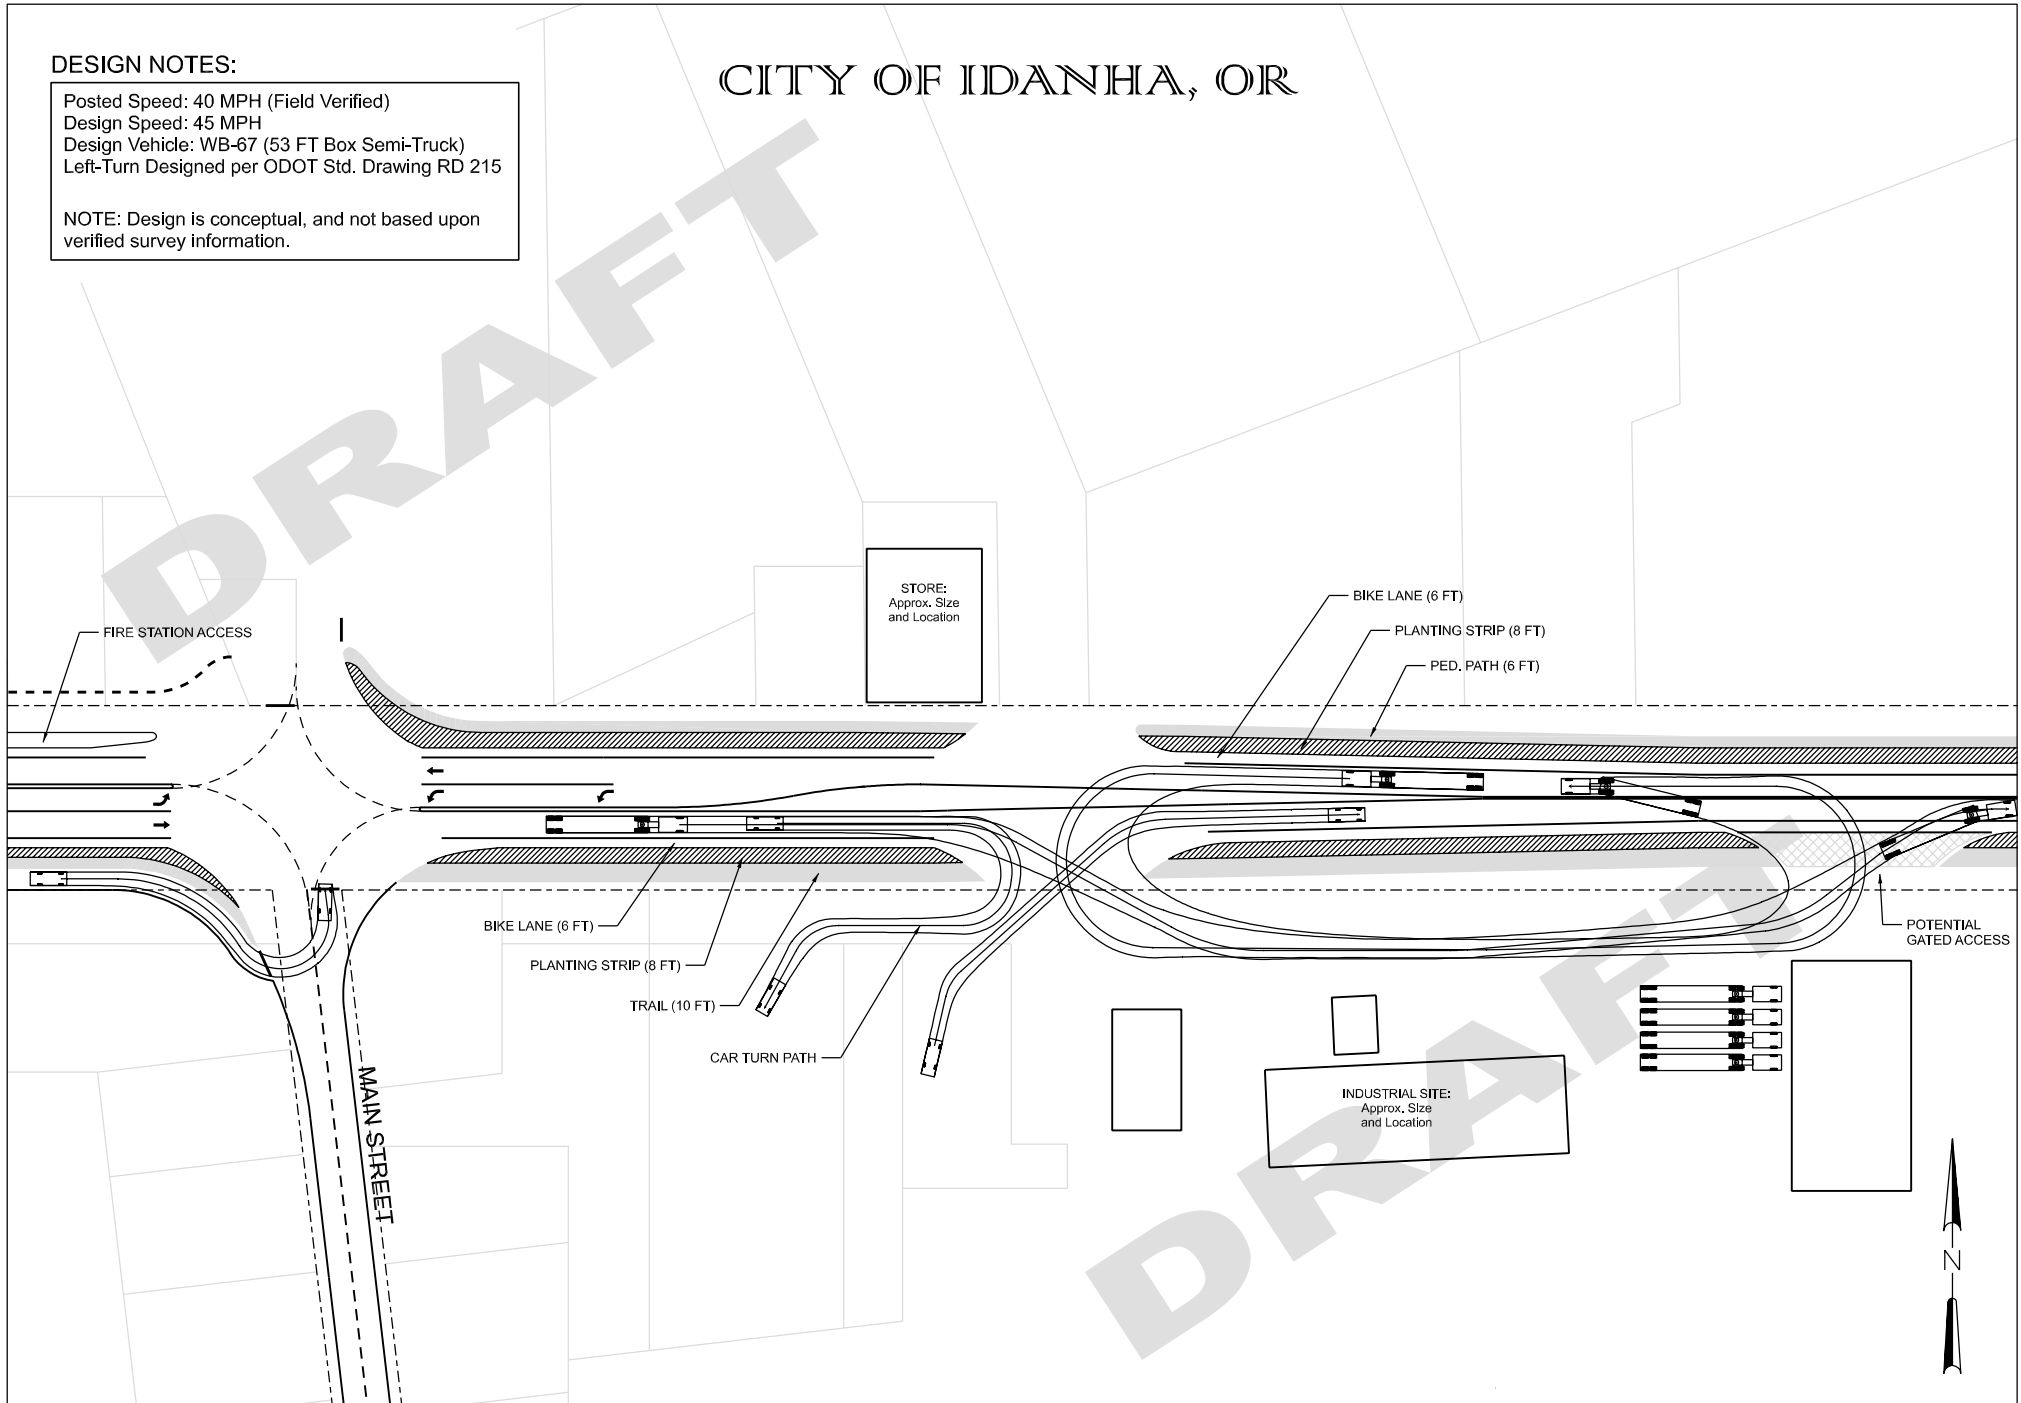 DESIGN NOTES:
CITY OF IDANHA, OR
Posted Speed: 40 MPH (Field Verified)
Design Speed: 45 MPH
Design Vehicle: WB-67 (53 FT Box Semi-Truck)
Left-Turn Designed per ODOT Std. Drawing RD 215
NOTE: Design is conceptual, and not based upon
verified survey information.
DRAFT
STORE:
Approx. Size
and Location
BIKE LANE (6 FT)
PLANTING STRIP (8 FT)
PED. PATH (6 FT)
FIRE STATION ACCESS
BIKE LANE (6 FT)
PLANTING STRIP (8 FT)
TRAIL (10 FT)
CAR TURN PATH
POTENTIAL
GATED ACCESS
MAIN STREET
INDUSTRIAL SITE:
Approx. Size
and Location
DRAFT
N